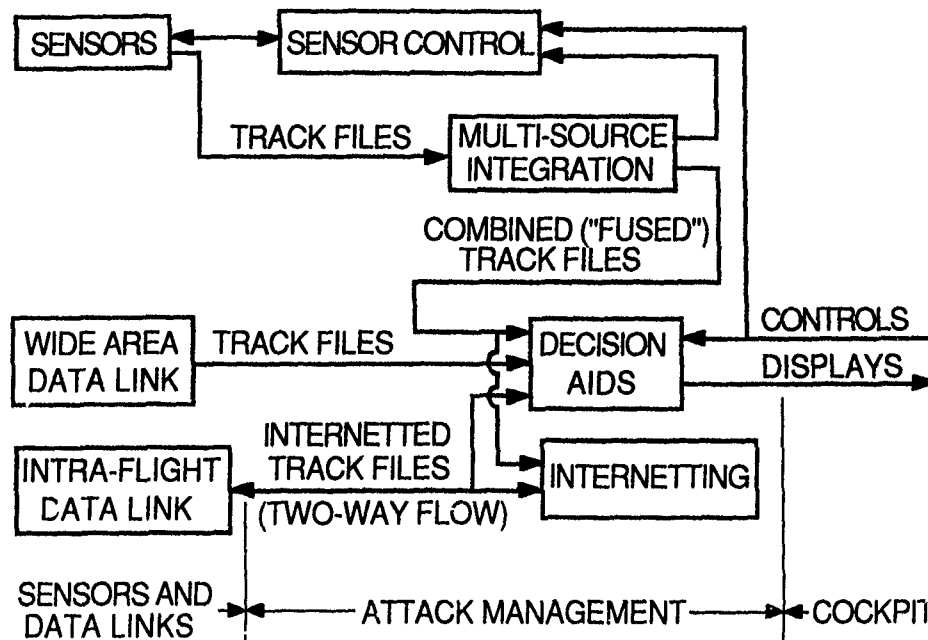 SENSORS
SENSOR CONTROL
TRACK FILES
MULTI-SOURCE
INTEGRATION
COMBINED ("FUSED")
TRACK FILES
WIDE AREA
DATA LINK
TRACK FILES
DECISION
AIDS
CONTROLS
DISPLAYS
INTRA-FLIGHT
DATA LINK
INTERNETTED
TRACK FILES
(TWO-WAY FLOW)
INTERNETTING
SENSORS AND
DATA LINKS
ATTACK MANAGEMENT
COCKPIT